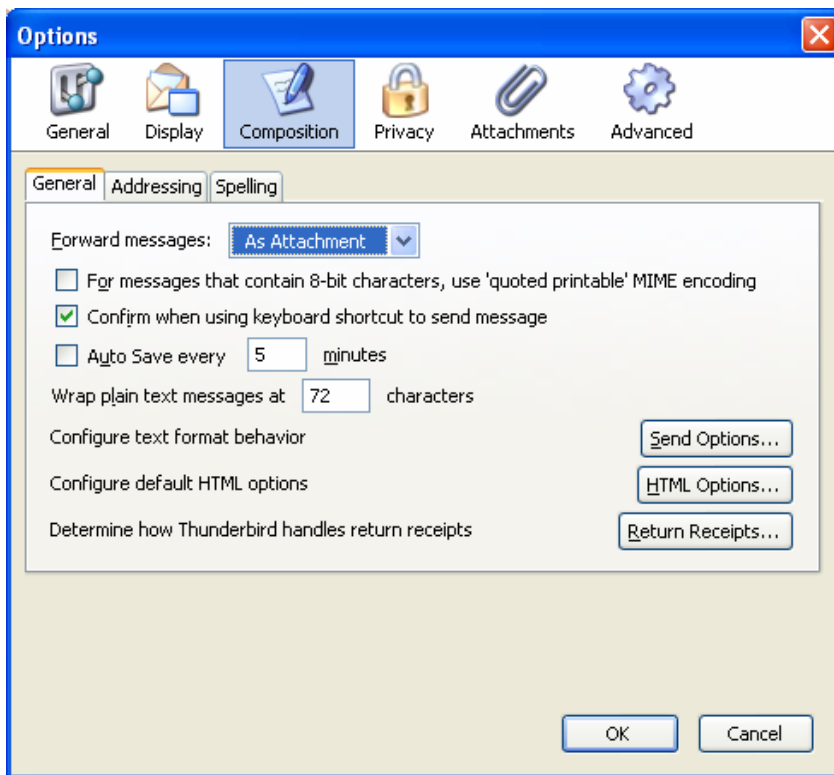 Options
General Display Composition Privacy Attachments Advanced
General Addressing Spelling
Forward messages: As Attachment
For messages that contain 8-bit characters, use 'quoted printable' MIME encoding
Confirm when using keyboard shortcut to send message
Auto Save every 5 minutes
Wrap plain text messages at 72 characters
Configure text format behavior Send Options...
Configure default HTML options HTML Options...
Determine how Thunderbird handles return receipts Return Receipts...
OK Cancel